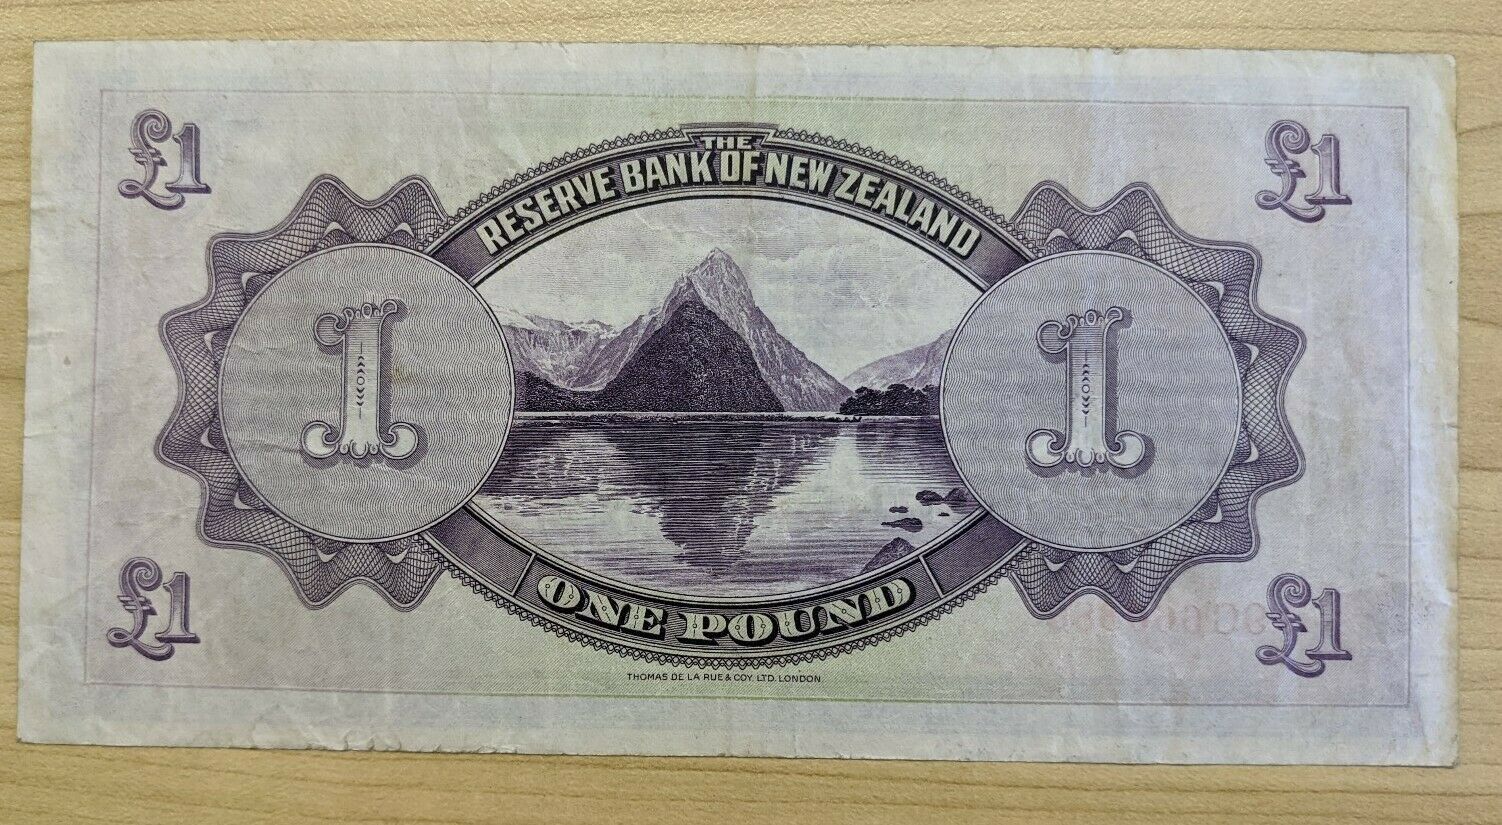 £1
£1
THE
RESERVE BANK OF NEW ZEALAND
1
1
£1
£1
ONE POUND
THOMAS DE LA RUE & COY. LTD. LONDON